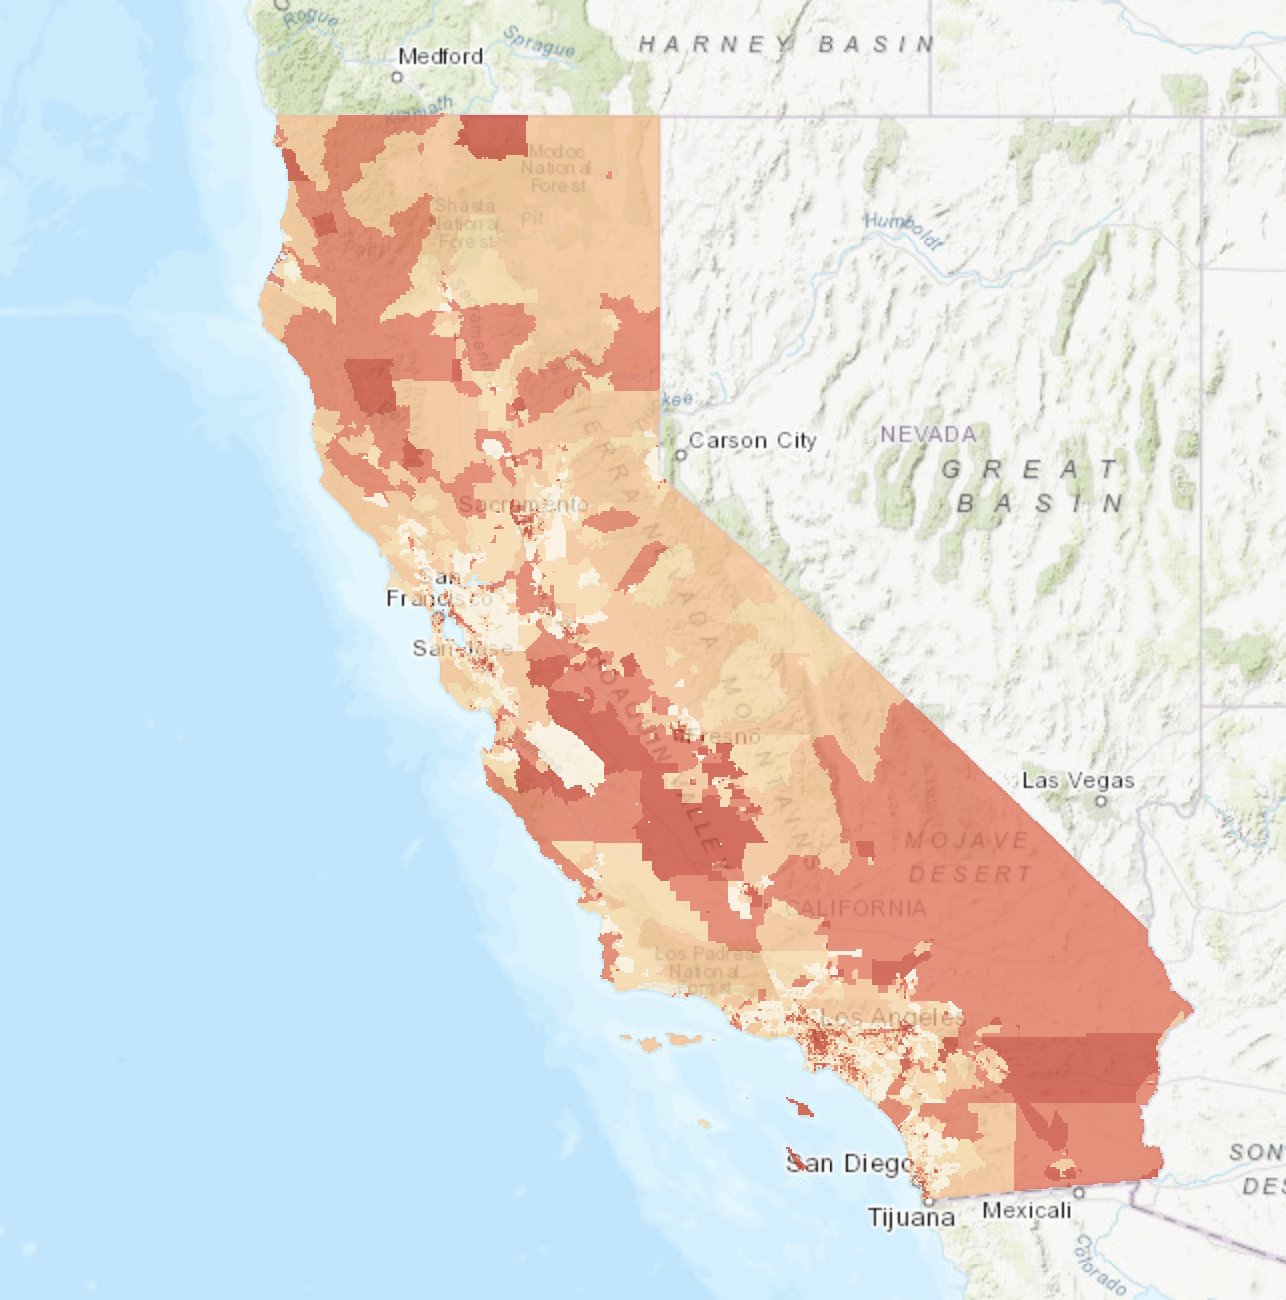 Rogue
Medford
Sprague
HARNEY BASIN
Klamath
Modoc
National
Forest
Shasta
National
Forest
Pit
Humboldt
Carson City
NEVADA
GREAT
BASIN
Sacramento
San
Francisco
San Jose
SIERRA NEVADA MOUNTAINS
SAN JOAQUIN VALLEY
Fresno
Las Vegas
MOJAVE
DESERT
CALIFORNIA
Los Padres
National
Forest
Los Angeles
San Diego
Tijuana
Mexicali
Colorado
SON
DES